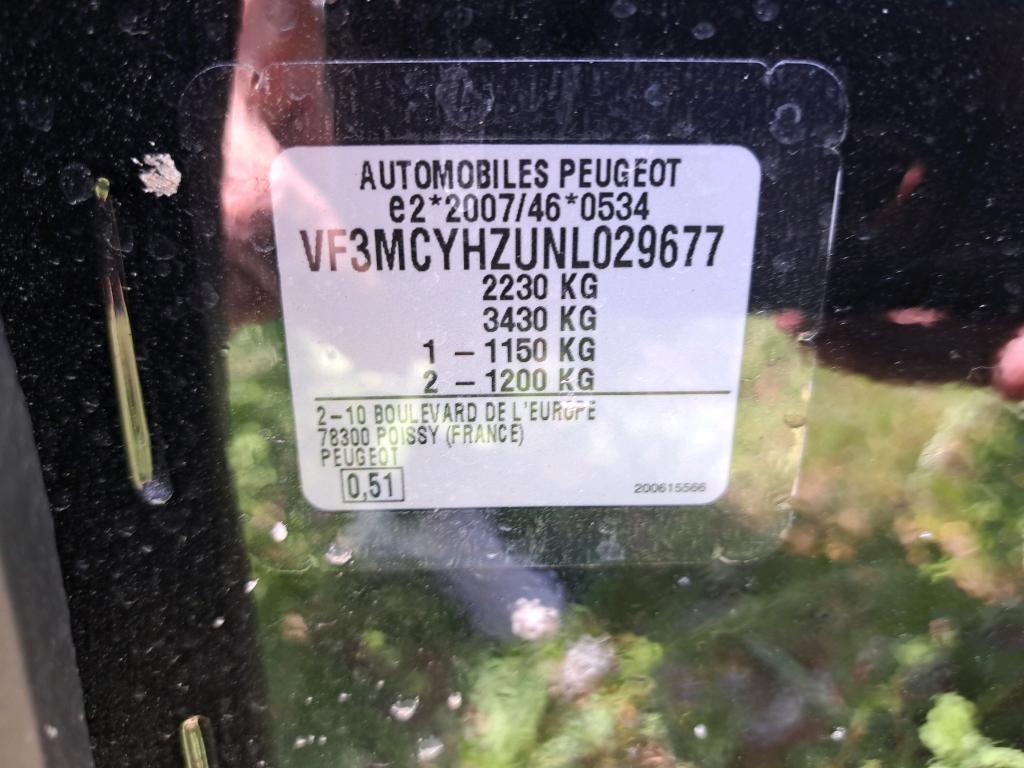 AUTOMOBILES PEUGEOT
e2*2007/46*0534
VF3MCYHZUNL029677
2230 KG
3430 KG
1 – 1150 KG
2 – 1200 KG
2–10 BOULEVARD DE L'EUROPE
78300 POISSY (FRANCE)
PEUGEOT
0,51
200615566